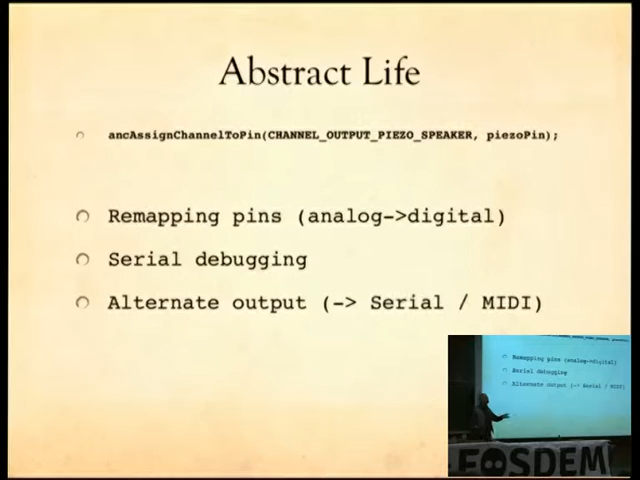 Abstract Life
ancAssignChannelToPin(CHANNEL_OUTPUT_PIEZO_SPEAKER, piezoPin);
Remapping pins (analog->digital)
Serial debugging
Alternate output (-> Serial / MIDI)
Remapping pins (analog->digital)
Serial debugging
Alternate output (-> Serial / MIDI)
FOSDEM